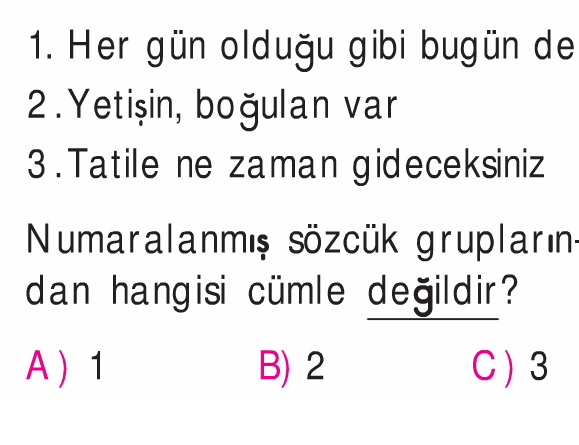 1. Her gün olduğu gibi bugün de
2.Yetişin, boğulan var
3.Tatile ne zaman gideceksiniz
Numaralanmış sözcük grupların-
dan hangisi cümle değildir?
A) 1 B) 2 C) 3